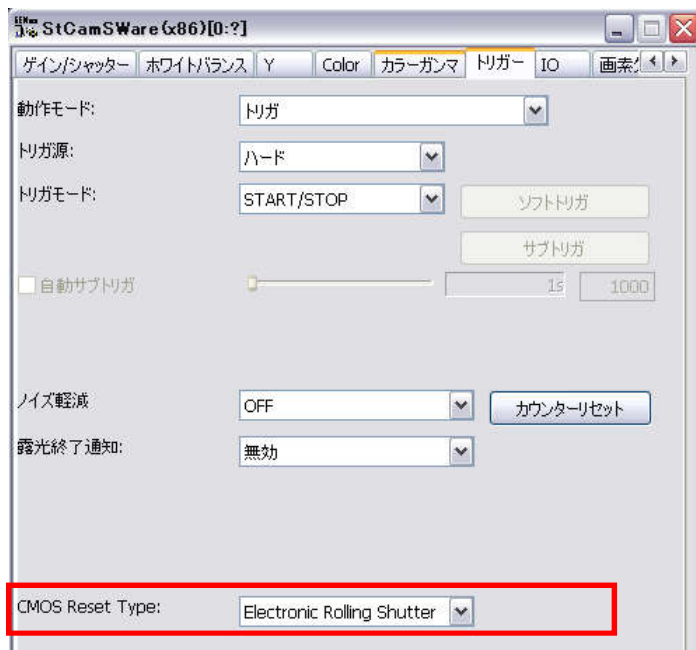 StCamSWare(x86)[0:?]
ゲイン/シャッター ホワイトバランス Y Color カラーガンマ トリガー IO
動作モード: トリガ
トリガ源: ハード
トリガモード: START/STOP ソフトトリガ
サブトリガ
自動サブトリガ 1s 1000
ノイズ軽減 OFF カウンターリセット
露光終了通知: 無効
CMOS Reset Type: Electronic Rolling Shutter